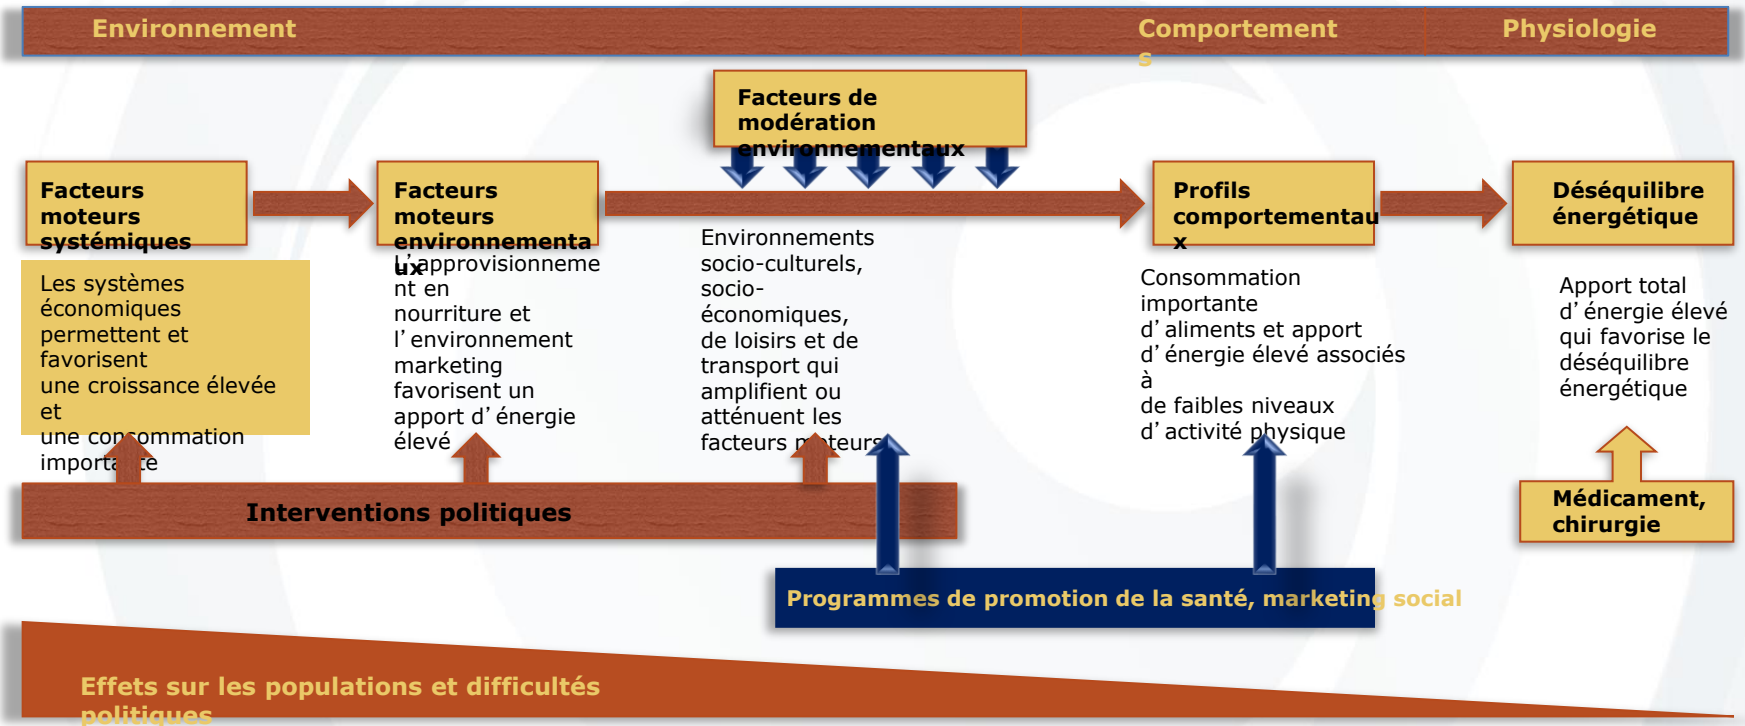 Environnement
Comportement
s
Physiologie
Facteurs de
modération
environnementaux
Facteurs
moteurs
systémiques
Facteurs
moteurs
environnementa
ux
Profils
comportementau
x
Déséquilibre
énergétique
Les systèmes
économiques
permettent et
favorisent
une croissance élevée
et
une consommation
importante
L’approvisionneme
nt en
nourriture et
l’environnement
marketing
favorisent un
apport d’énergie
élevé
Environnements
socio-culturels,
socio-
économiques,
de loisirs et de
transport qui
amplifient ou
atténuent les
facteurs moteurs
Consommation
importante
d’aliments et apport
d’énergie élevé associés
à
de faibles niveaux
d’activité physique
Apport total
d’énergie élevé
qui favorise le
déséquilibre
énergétique
Interventions politiques
Médicament,
chirurgie
Programmes de promotion de la santé, marketing social
Effets sur les populations et difficultés
politiques